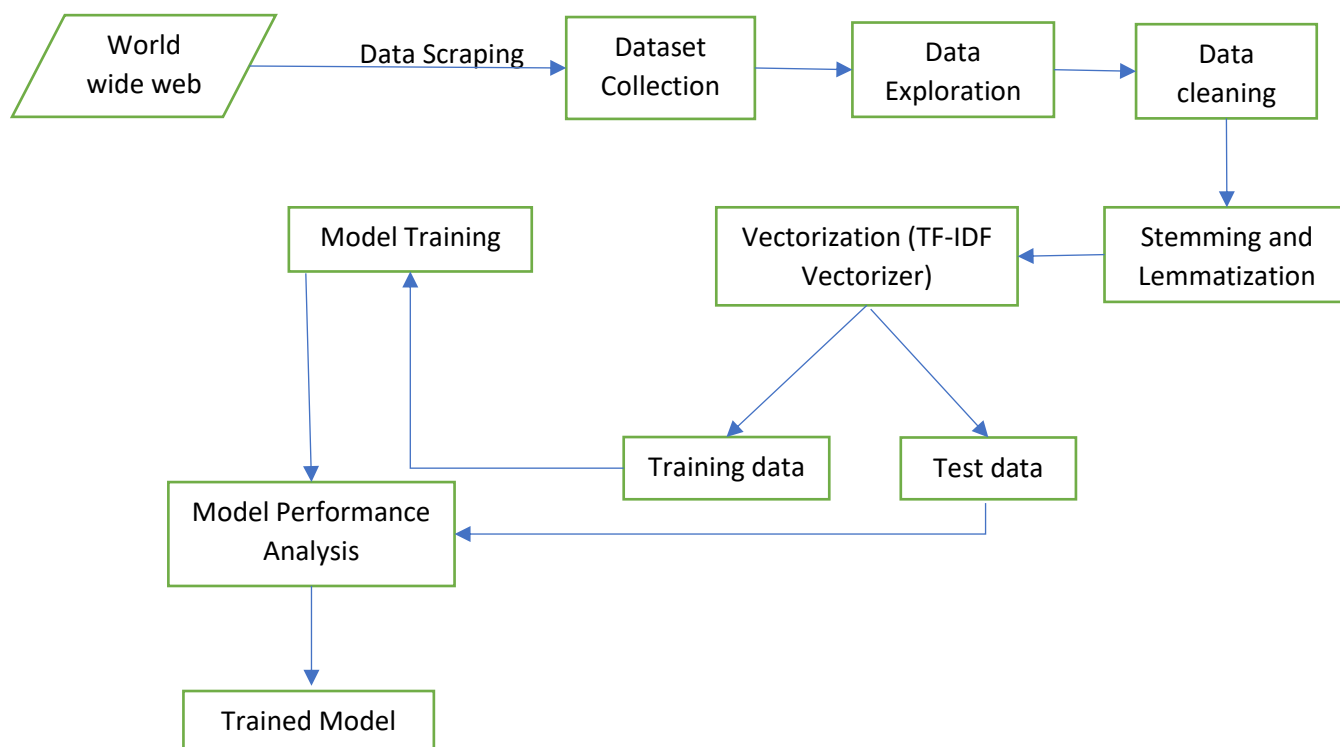 World
wide web
Data Scraping
Dataset
Collection
Data
Exploration
Data
cleaning
Model Training
Vectorization (TF-IDF
Vectorizer)
Stemming and
Lemmatization
Training data
Test data
Model Performance
Analysis
Trained Model